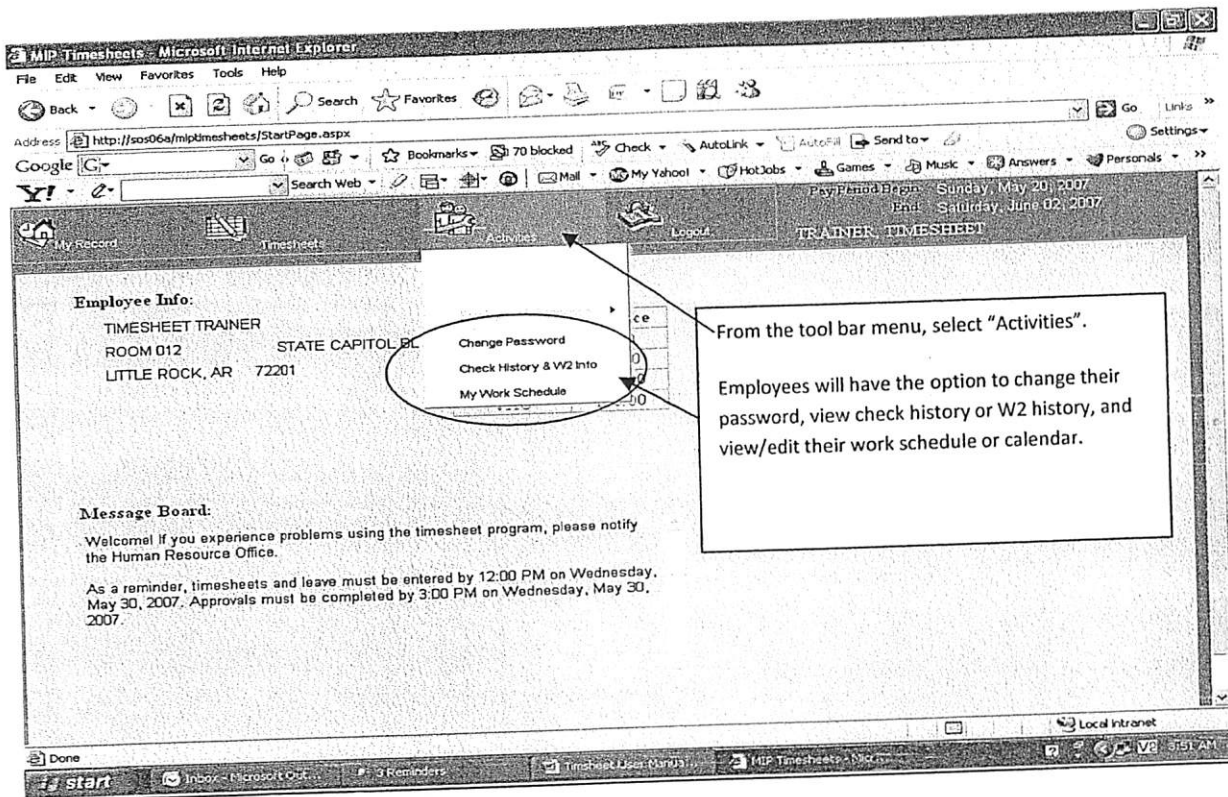 MIP Timesheets - Microsoft Internet Explorer
File Edit View Favorites Tools Help
Back Search Favorites
Address http://sos06a/miptimesheets/StartPage.aspx Go Links »
Google G Go Bookmarks 70 blocked Check AutoLink AutoFill Send to Settings
Y! Search Web Mail My Yahoo! HotJobs Games Music Answers Personals »
Pay Period Begin: Sunday, May 20, 2007
End: Saturday, June 02, 2007
My Record Timesheets Activities Logout TRAINER, TIMESHEET
Employee Info:
TIMESHEET TRAINER
ROOM 012 STATE CAPITOL BL
LITTLE ROCK, AR 72201
ce
Change Password
Check History & W2 Info
My Work Schedule
From the tool bar menu, select “Activities”.
Employees will have the option to change their
password, view check history or W2 history, and
view/edit their work schedule or calendar.
Message Board:
Welcome! If you experience problems using the timesheet program, please notify
the Human Resource Office.
As a reminder, timesheets and leave must be entered by 12:00 PM on Wednesday,
May 30, 2007. Approvals must be completed by 3:00 PM on Wednesday, May 30,
2007.
Done Local intranet
start Inbox - Microsoft Out... 3 Reminders Timsheet User Manual... MIP Timesheets - Micr... V2 3:51 AM